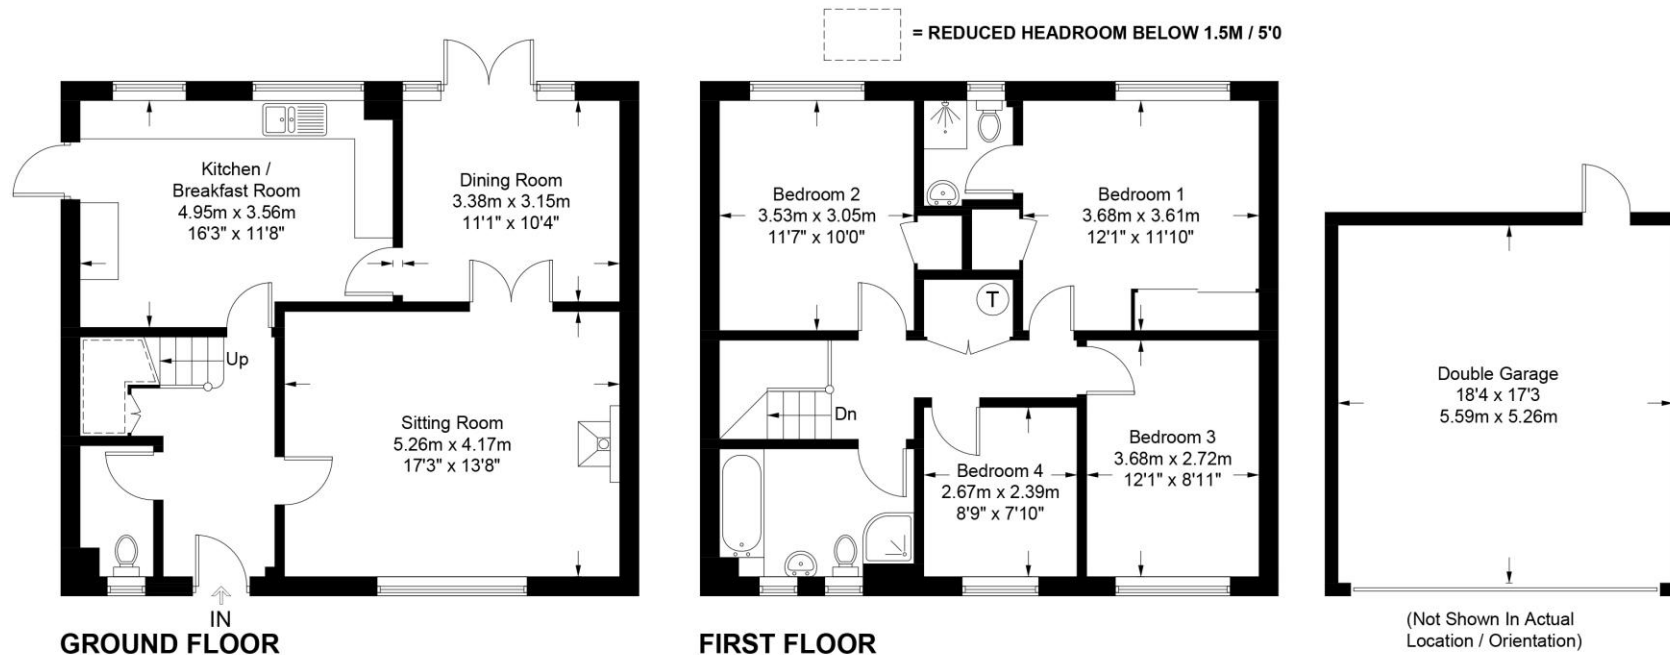 = REDUCED HEADROOM BELOW 1.5M / 5'0
Kitchen /
Breakfast Room
4.95m x 3.56m
16'3" x 11'8"
Dining Room
3.38m x 3.15m
11'1" x 10'4"
Up
Sitting Room
5.26m x 4.17m
17'3" x 13'8"
IN
GROUND FLOOR
Bedroom 2
3.53m x 3.05m
11'7" x 10'0"
Bedroom 1
3.68m x 3.61m
12'1" x 11'10"
T
Dn
Bedroom 4
2.67m x 2.39m
8'9" x 7'10"
Bedroom 3
3.68m x 2.72m
12'1" x 8'11"
FIRST FLOOR
Double Garage
18'4 x 17'3
5.59m x 5.26m
(Not Shown In Actual
Location / Orientation)